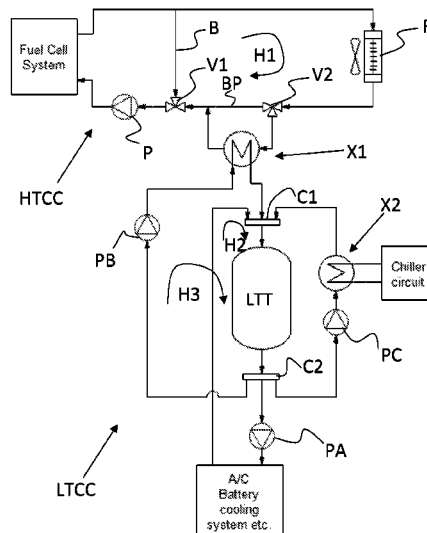 B
H1
R
Fuel Cell
System
V1
BP
V2
P
X1
HTCC
C1
X2
PB
H2
H3
LTT
Chiller
circuit
PC
C2
PA
LTCC
A/C
Battery
cooling
system etc.